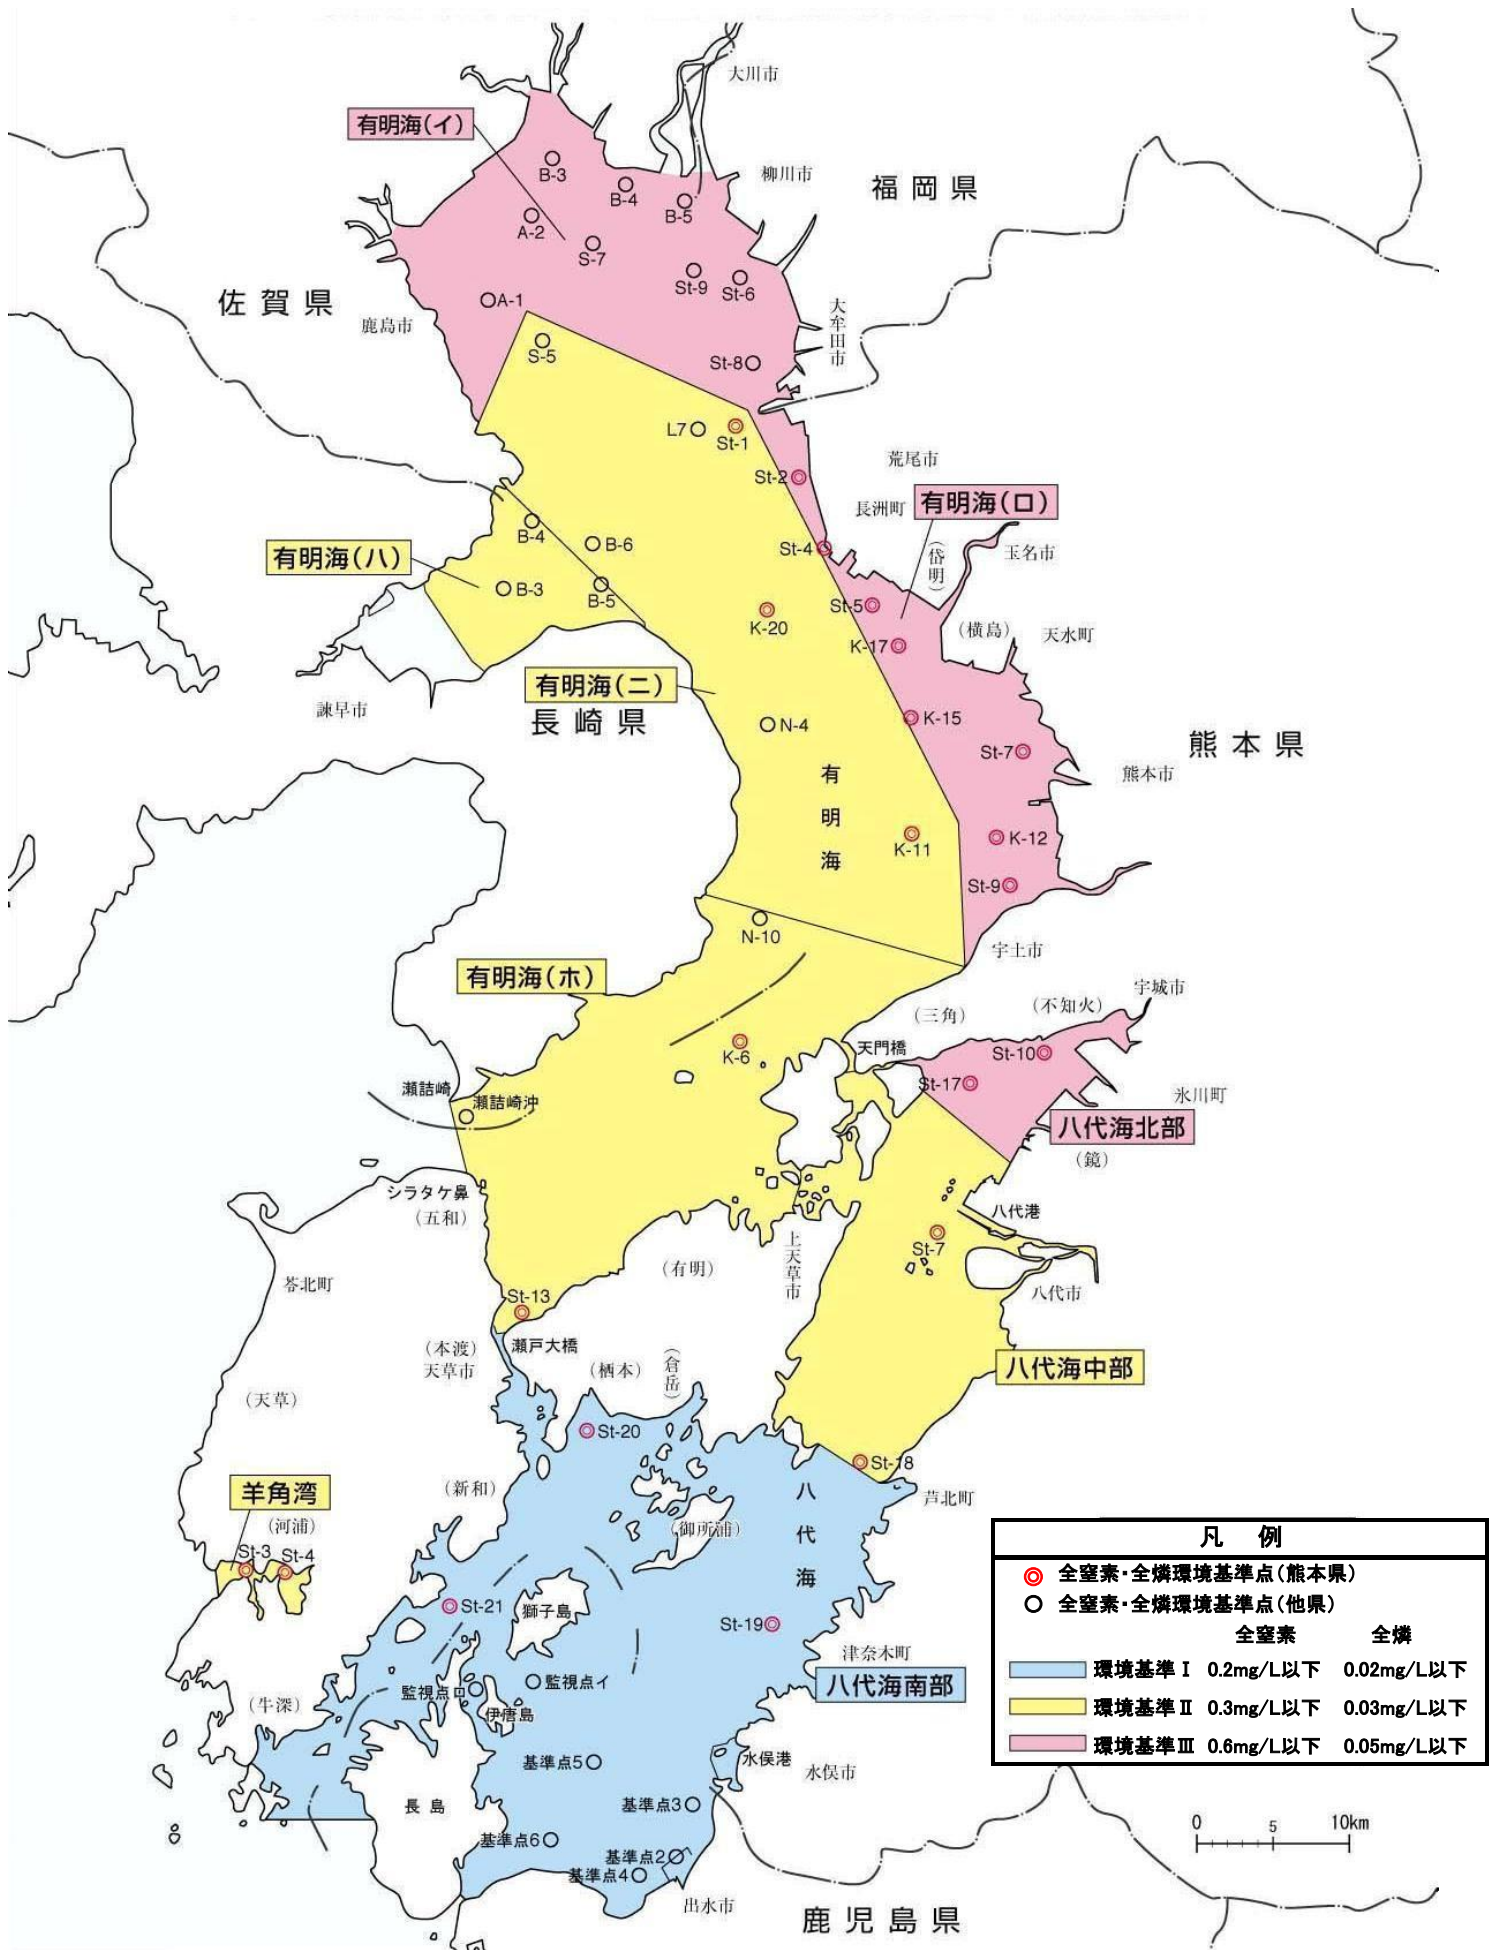 大川市
有明海(イ)
B-3
柳川市
福岡県
B-4
B-5
A-2
S-7
St-9
St-6
佐賀県
A-1
鹿島市
大牟田市
S-5
St-8
L7
St-1
荒尾市
St-2
長洲町
有明海(ロ)
B-4
B-6
St-4
(岱明)
玉名市
有明海(ハ)
B-3
B-5
K-20
St-5
(横島)
天水町
K-17
有明海(ニ)
諫早市
長崎県
N-4
K-15
St-7
熊本県
熊本市
有明海
K-11
K-12
St-9
N-10
宇土市
有明海(ホ)
宇城市
(不知火)
(三角)
K-6
天門橋
St-10
St-17
瀬詰崎
瀬詰崎沖
氷川町
八代海北部
(鏡)
シラタケ鼻
(五和)
八代港
St-7
上天草市
(有明)
苓北町
八代市
St-13
(本渡)
天草市
瀬戸大橋
(栖本)
(倉岳)
八代海中部
(天草)
St-20
St-18
羊角湾
(新和)
芦北町
(河浦)
(御所浦)
八代海
St-3
St-4
St-21
獅子島
St-19
津奈木町
監視点イ
監視点ロ
八代海南部
(牛深)
伊唐島
基準点5
水俣港
水俣市
長島
基準点3
基準点6
基準点2
基準点4
出水市
鹿児島県
凡 例
全窒素・全燐環境基準点(熊本県)
全窒素・全燐環境基準点(他県)
全窒素 全燐
環境基準Ⅰ 0.2mg/L以下 0.02mg/L以下
環境基準Ⅱ 0.3mg/L以下 0.03mg/L以下
環境基準Ⅲ 0.6mg/L以下 0.05mg/L以下
0 5 10km